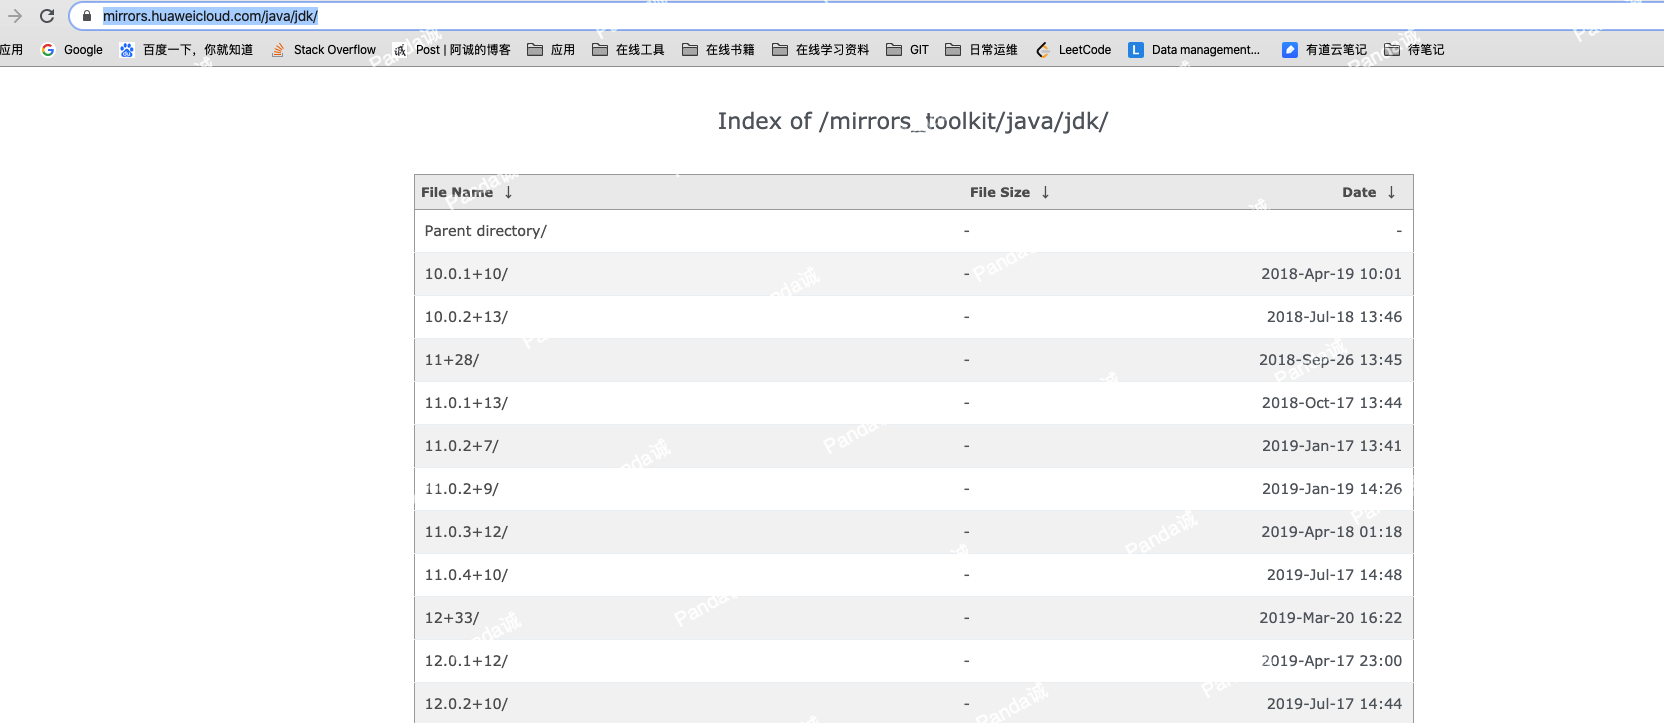 mirrors.huaweicloud.com/java/jdk/
应用 Google 百度一下，你就知道 Stack Overflow Post | 阿诚的博客 应用 在线工具 在线书籍 在线学习资料 GIT 日常运维 LeetCode Data management... 有道云笔记 待笔记
Index of /mirrors_toolkit/java/jdk/
File Name ↓ File Size ↓ Date ↓
Parent directory/ - -
10.0.1+10/ - 2018-Apr-19 10:01
10.0.2+13/ - 2018-Jul-18 13:46
11+28/ - 2018-Sep-26 13:45
11.0.1+13/ - 2018-Oct-17 13:44
11.0.2+7/ - 2019-Jan-17 13:41
11.0.2+9/ - 2019-Jan-19 14:26
11.0.3+12/ - 2019-Apr-18 01:18
11.0.4+10/ - 2019-Jul-17 14:48
12+33/ - 2019-Mar-20 16:22
12.0.1+12/ - 2019-Apr-17 23:00
12.0.2+10/ - 2019-Jul-17 14:44
Panda诚